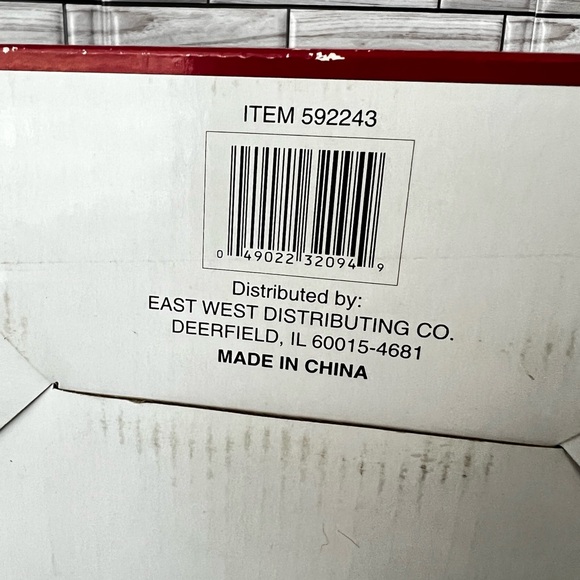 ITEM 592243
0 49022 32094 9
Distributed by:
EAST WEST DISTRIBUTING CO.
DEERFIELD, IL 60015-4681
MADE IN CHINA